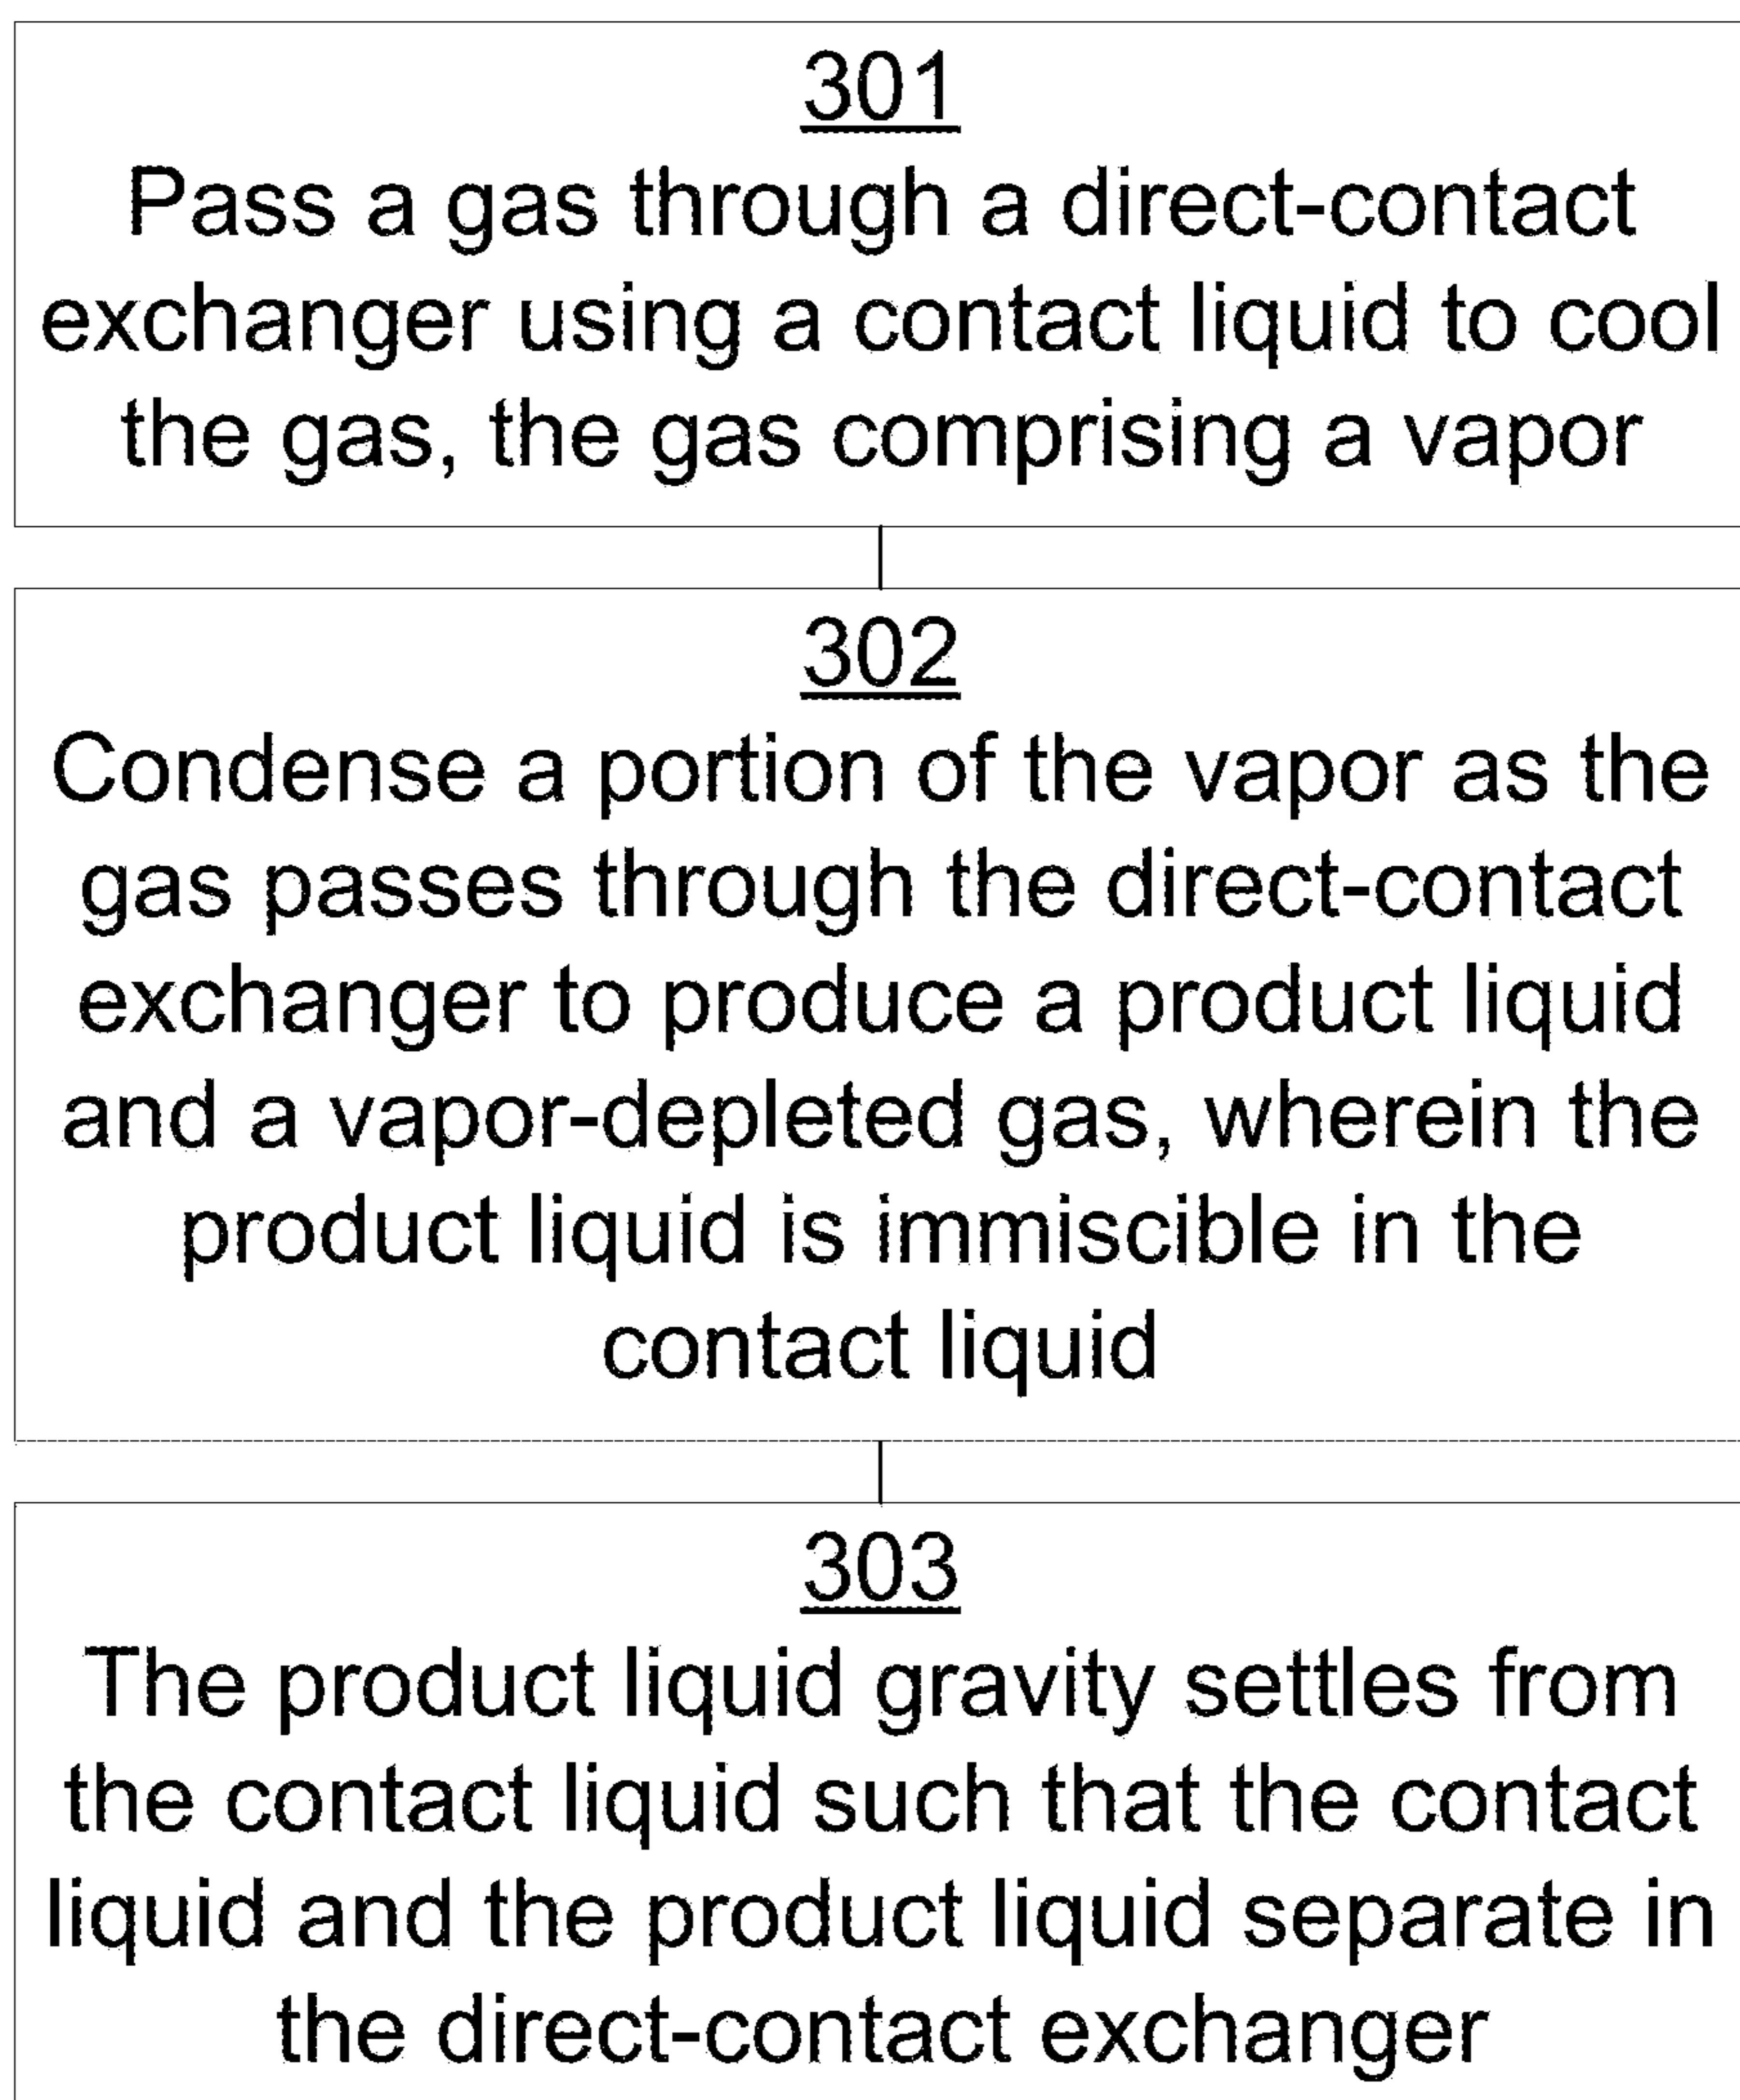 301
Pass a gas through a direct-contact
exchanger using a contact liquid to cool
the gas, the gas comprising a vapor
302
Condense a portion of the vapor as the
gas passes through the direct-contact
exchanger to produce a product liquid
and a vapor-depleted gas, wherein the
product liquid is immiscible in the
contact liquid
303
The product liquid gravity settles from
the contact liquid such that the contact
liquid and the product liquid separate in
the direct-contact exchanger